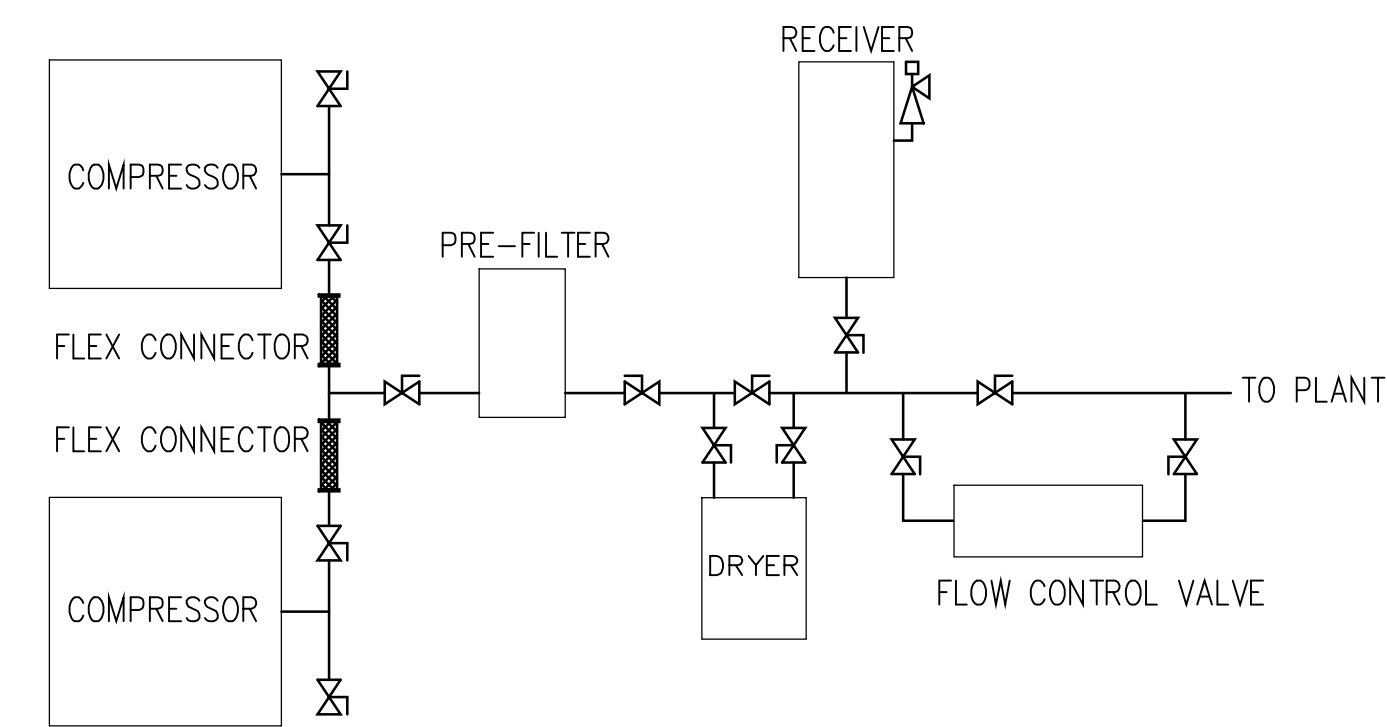 RECEIVER
COMPRESSOR
PRE-FILTER
FLEX CONNECTOR
TO PLANT
FLEX CONNECTOR
DRYER
FLOW CONTROL VALVE
COMPRESSOR